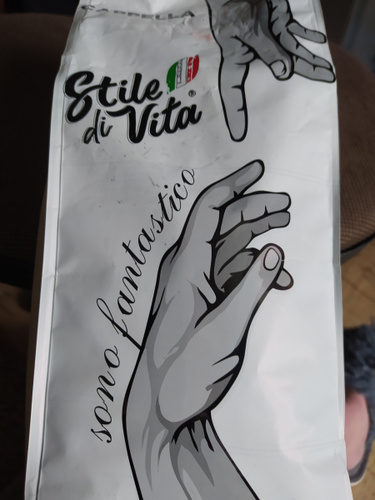 Stile
di Vita®
sono fantastico